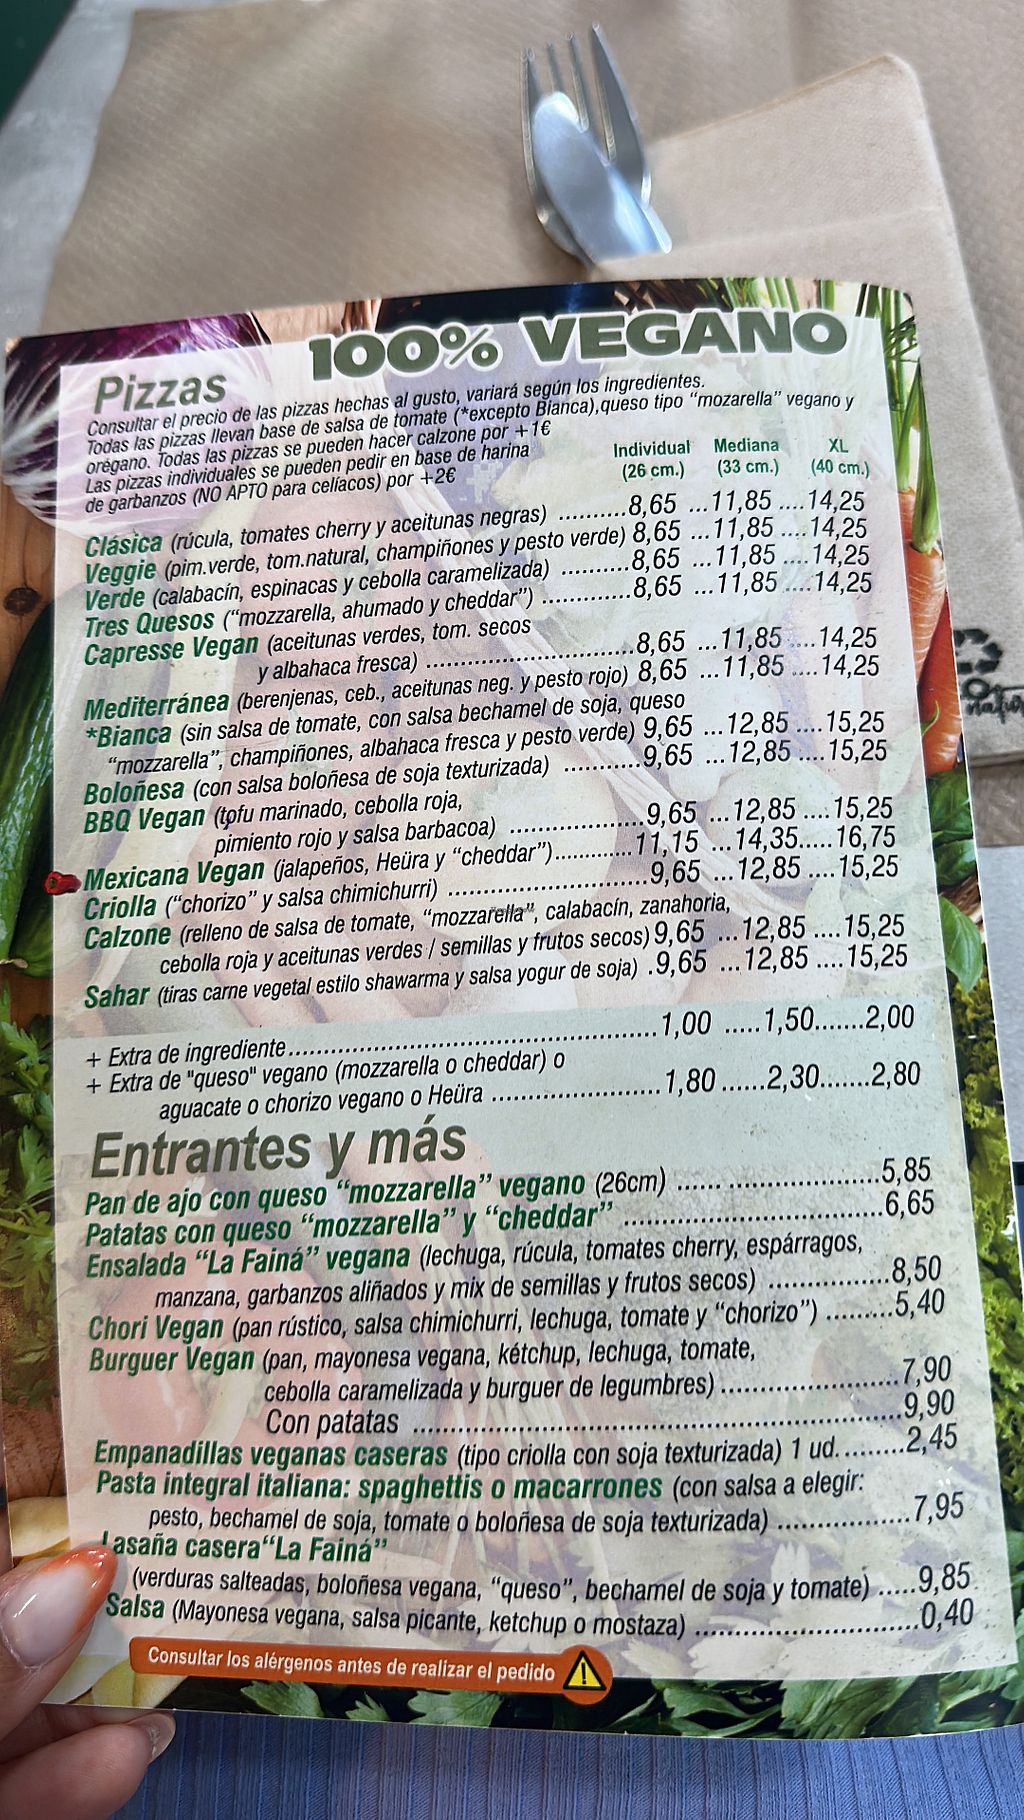 100% VEGANO
Pizzas
Consultar el precio de las pizzas hechas al gusto, variará según los ingredientes.
Todas las pizzas llevan base de salsa de tomate (*excepto Bianca),queso tipo "mozarella" vegano y
orégano. Todas las pizzas se pueden hacer calzone por +1€
Las pizzas individuales se pueden pedir en base de harina
de garbanzos (NO APTO para celíacos) por +2€
Individual Mediana XL
(26 cm.) (33 cm.) (40 cm.)
Clásica (rúcula, tomates cherry y aceitunas negras) ..........8,65 ...11,85 ....14,25
Veggie (pim.verde, tom.natural, champiñones y pesto verde) 8,65 ...11,85 ....14,25
Verde (calabacín, espinacas y cebolla caramelizada) ..........8,65 ...11,85 ....14,25
Tres Quesos ("mozzarella, ahumado y cheddar") .............8,65 ...11,85 ....14,25
Capresse Vegan (aceitunas verdes, tom. secos
y albahaca fresca) ..............................8,65 ...11,85 ....14,25
Mediterránea (berenjenas, ceb., aceitunas neg. y pesto rojo) 8,65 ...11,85 ....14,25
*Bianca (sin salsa de tomate, con salsa bechamel de soja, queso
"mozzarella", champiñones, albahaca fresca y pesto verde) 9,65 ...12,85 ....15,25
Boloñesa (con salsa boloñesa de soja texturizada) ...........9,65 ...12,85 ....15,25
BBQ Vegan (tofu marinado, cebolla roja,
pimiento rojo y salsa barbacoa) ....................9,65 ...12,85 ....15,25
Mexicana Vegan (jalapeños, Heüra y "cheddar")............11,15 ...14,35.....16,75
Criolla ("chorizo" y salsa chimichurri) .............................9,65 ...12,85 ....15,25
Calzone (relleno de salsa de tomate, "mozzarella", calabacín, zanahoria,
cebolla roja y aceitunas verdes / semillas y frutos secos) 9,65 ...12,85 ....15,25
Sahar (tiras carne vegetal estilo shawarma y salsa yogur de soja) .9,65 ...12,85 ....15,25
+ Extra de ingrediente......................................................1,00 .....1,50.......2,00
+ Extra de "queso" vegano (mozzarella o cheddar) o
aguacate o chorizo vegano o Heüra ........................1,80 ......2,30.......2,80
Entrantes y más
Pan de ajo con queso "mozzarella" vegano (26cm) ...... .....................5,85
Patatas con queso "mozzarella" y "cheddar" .....................................6,65
Ensalada "La Fainá" vegana (lechuga, rúcula, tomates cherry, espárragos,
manzana, garbanzos aliñados y mix de semillas y frutos secos) ................8,50
Chori Vegan (pan rústico, salsa chimichurri, lechuga, tomate y "chorizo") .........5,40
Burguer Vegan (pan, mayonesa vegana, kétchup, lechuga, tomate,
cebolla caramelizada y burguer de legumbres) .......................7,90
Con patatas ...............................................................9,90
Empanadillas veganas caseras (tipo criolla con soja texturizada) 1 ud.........2,45
Pasta integral italiana: spaghettis o macarrones (con salsa a elegir:
pesto, bechamel de soja, tomate o boloñesa de soja texturizada) .................7,95
Lasaña casera"La Fainá"
(verduras salteadas, boloñesa vegana, "queso", bechamel de soja y tomate) .....9,85
Salsa (Mayonesa vegana, salsa picante, ketchup o mostaza) .............................0,40
Consultar los alérgenos antes de realizar el pedido